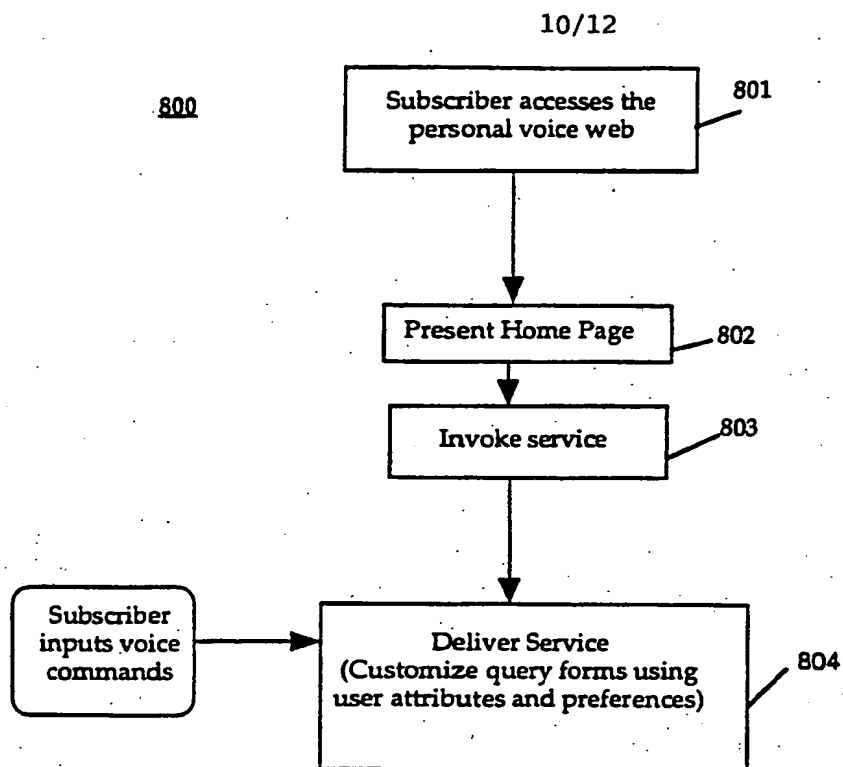 10/12
800
Subscriber accesses the
personal voice web
801
Present Home Page
802
Invoke service
803
Subscriber
inputs voice
commands
Deliver Service
(Customize query forms using
user attributes and preferences)
804